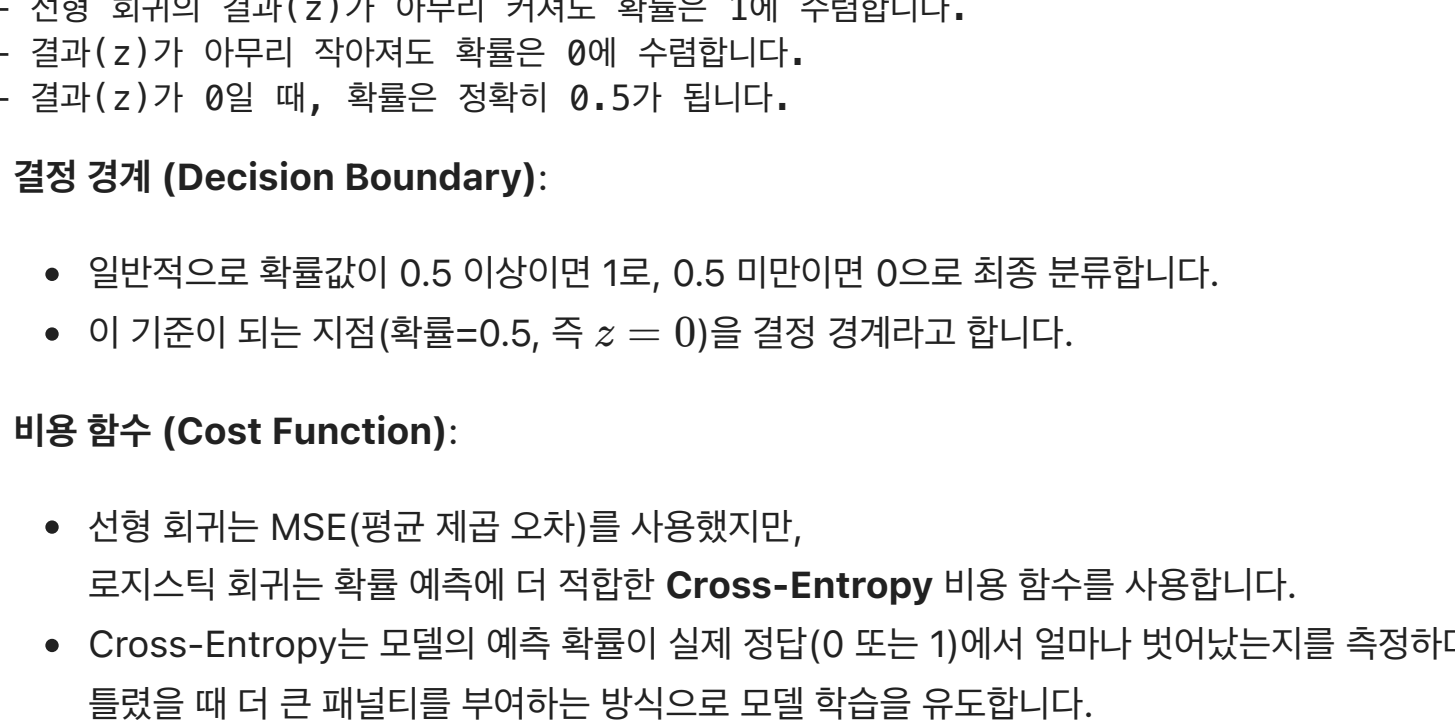 - 선형 회귀의 결과(z)가 아무리 커져도 확률은 1에 수렴합니다.
- 결과(z)가 아무리 작아져도 확률은 0에 수렴합니다.
- 결과(z)가 0일 때, 확률은 정확히 0.5가 됩니다.
결정 경계 (Decision Boundary):
• 일반적으로 확률값이 0.5 이상이면 1로, 0.5 미만이면 0으로 최종 분류합니다.
• 이 기준이 되는 지점(확률=0.5, 즉 z = 0)을 결정 경계라고 합니다.
비용 함수 (Cost Function):
• 선형 회귀는 MSE(평균 제곱 오차)를 사용했지만,
로지스틱 회귀는 확률 예측에 더 적합한 Cross-Entropy 비용 함수를 사용합니다.
• Cross-Entropy는 모델의 예측 확률이 실제 정답(0 또는 1)에서 얼마나 벗어났는지를
틀렸을 때 더 큰 패널티를 부여하는 방식으로 모델 학습을 유도합니다.